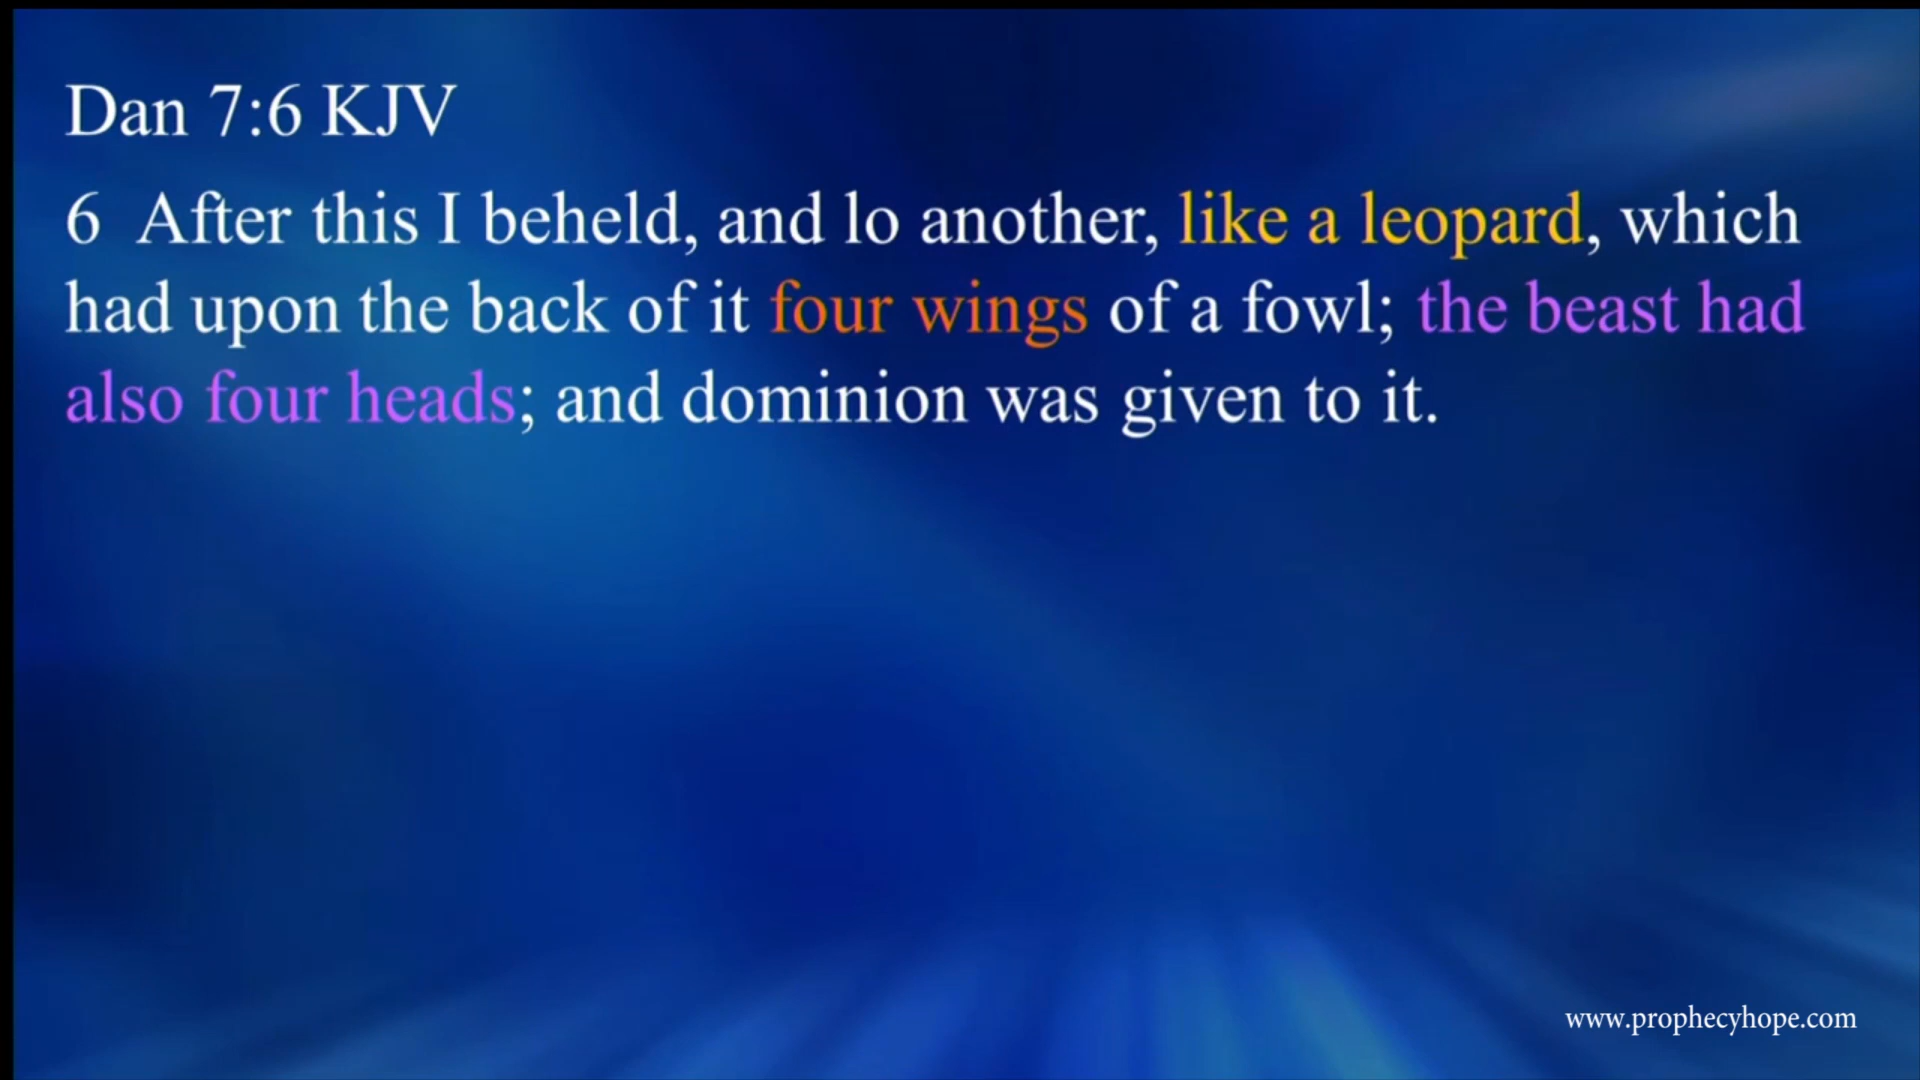 Dan 7:6 KJV
6 After this I beheld, and lo another, like a leopard, which
had upon the back of it four wings of a fowl; the beast had
also four heads; and dominion was given to it.
www.prophecyhope.com